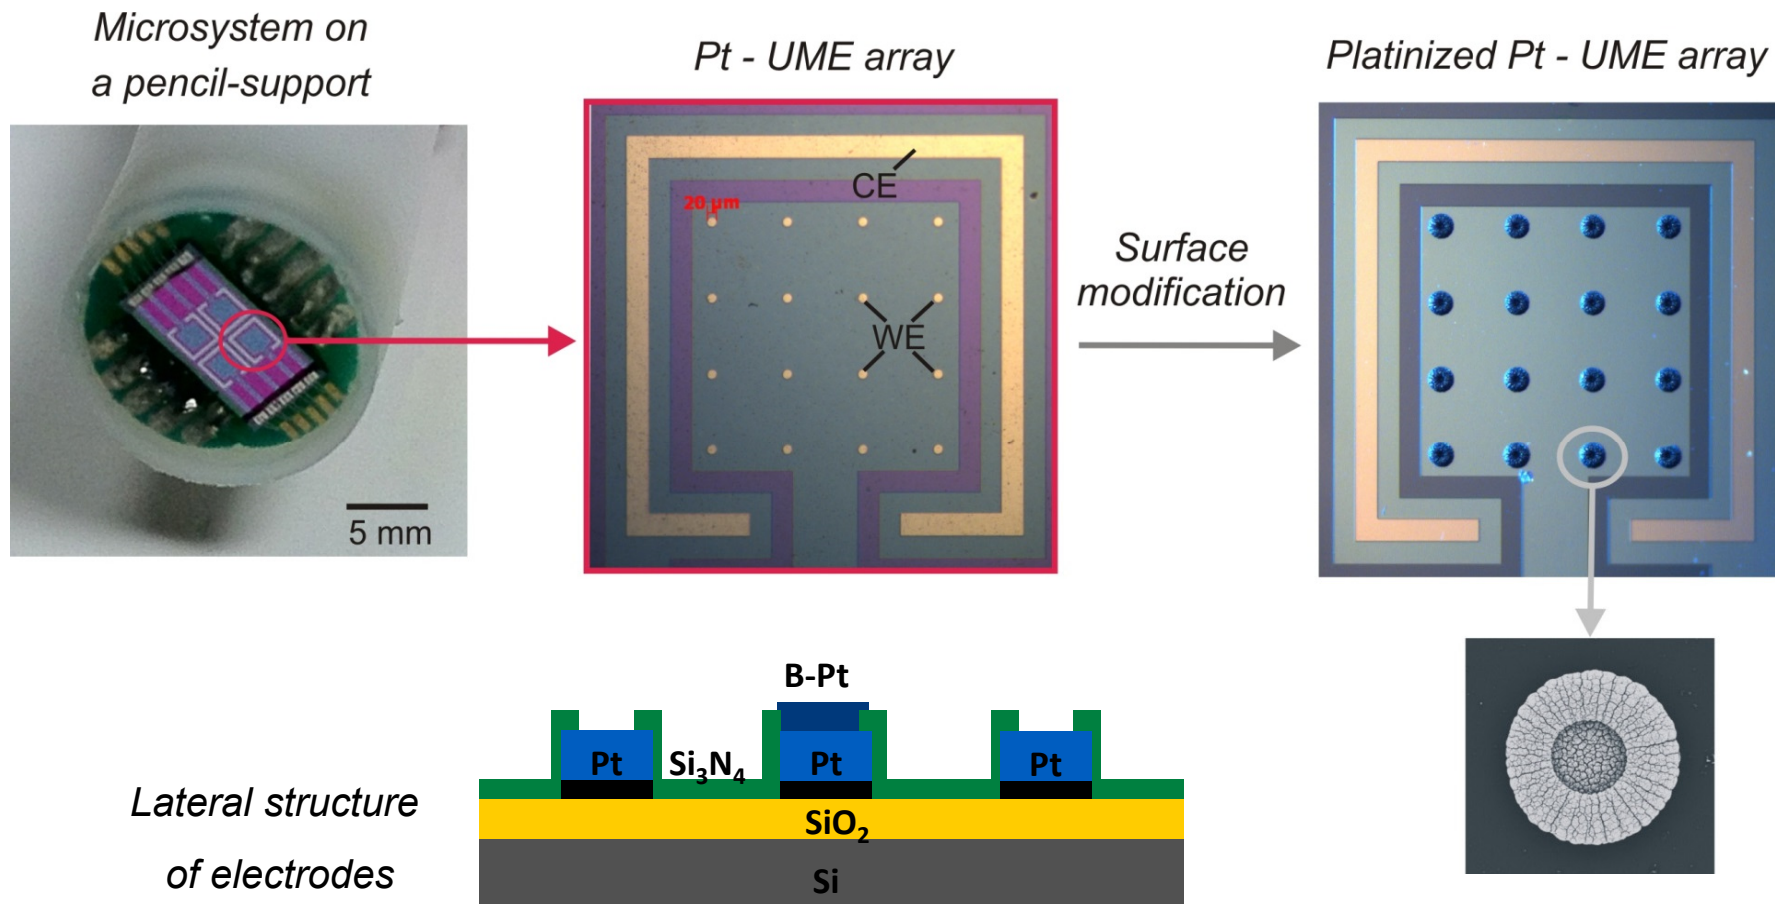 Microsystem on
a pencil-support
Pt - UME array
Platinized Pt - UME array
5 mm
20 µm
CE
WE
Surface
modification
B-Pt
Pt
Si₃N₄
Pt
Pt
SiO₂
Si
Lateral structure
of electrodes